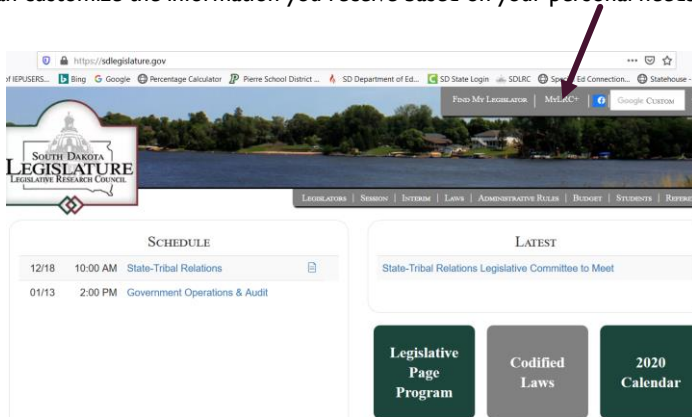 customize the information you receive based on your personal needs
https://sdlegislature.gov
of IEPUSERS... Bing Google Percentage Calculator Pierre School District ... SD Department of Ed... SD State Login SDLRC Special Ed Connection... Statehouse -
FIND MY LEGISLATOR | MYLRC+ | Google CUSTOM
SOUTH DAKOTA
LEGISLATURE
LEGISLATIVE RESEARCH COUNCIL
LEGISLATORS | SESSION | INTERIM | LAWS | ADMINISTRATIVE RULES | BUDGET | STUDENTS |
SCHEDULE
12/18 10:00 AM State-Tribal Relations
01/13 2:00 PM Government Operations & Audit
LATEST
State-Tribal Relations Legislative Committee to Meet
Legislative
Page
Program
Codified
Laws
2020
Calendar